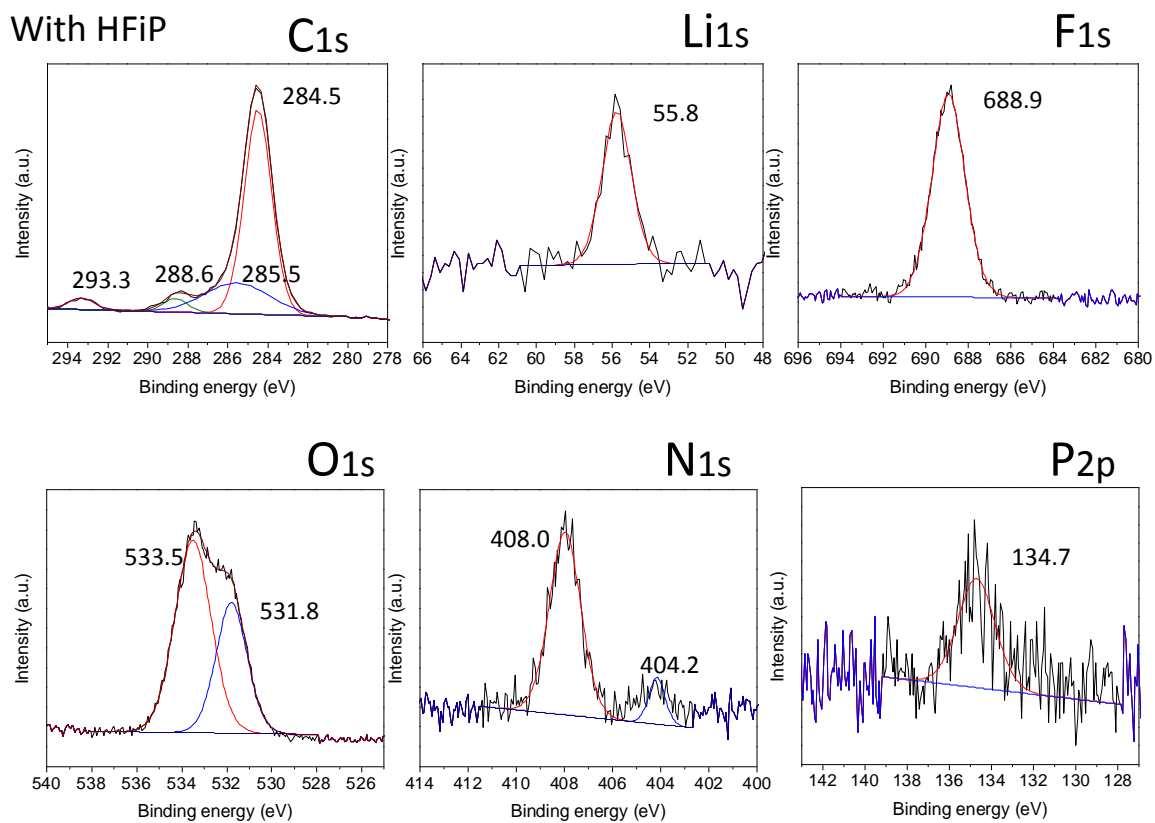 With HFiP
C1s
Li1s
F1s
Intensity (a.u.)
284.5
293.3
288.6
285.5
294 292 290 288 286 284 282 280 278
Binding energy (eV)
Intensity (a.u.)
55.8
66 64 62 60 58 56 54 52 50 48
Binding energy (eV)
Intensity (a.u.)
688.9
696 694 692 690 688 686 684 682 680
Binding energy (eV)
O1s
N1s
P2p
Intensity (a.u.)
533.5
531.8
540 538 536 534 532 530 528 526
Binding energy (eV)
Intensity (a.u.)
408.0
404.2
414 412 410 408 406 404 402 400
Binding energy (eV)
Intensity (a.u.)
134.7
142 140 138 136 134 132 130 128
Binding energy (eV)